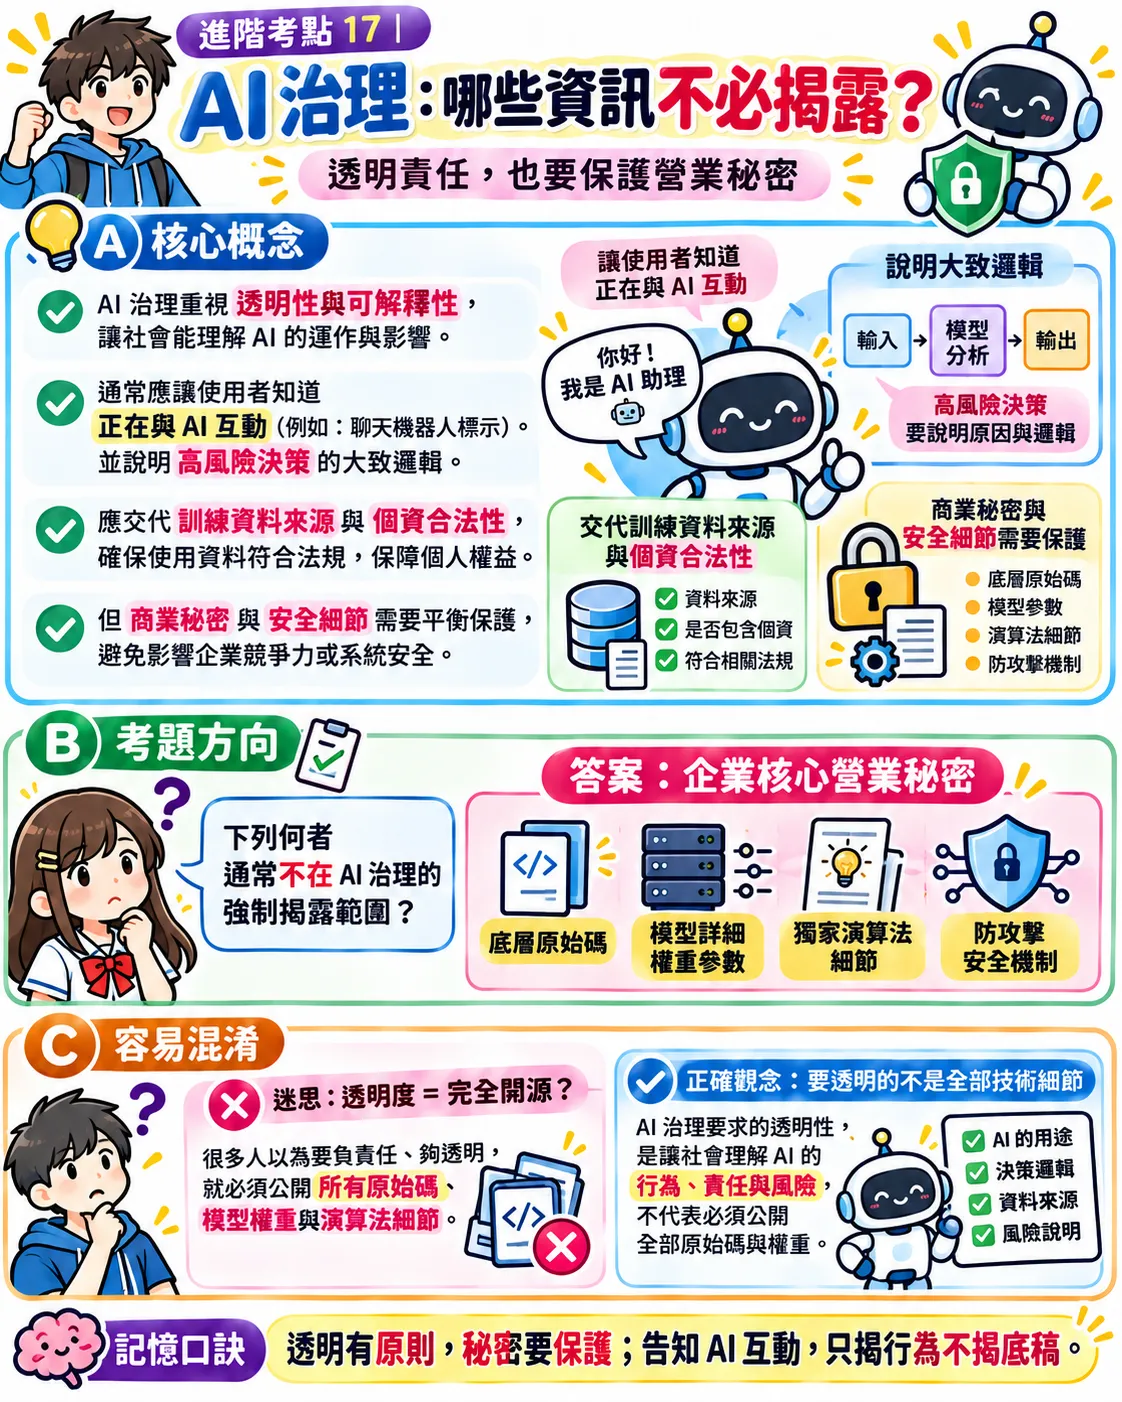 進階考點 17｜
AI 治理：哪些資訊不必揭露？
透明責任，也要保護營業秘密
A 核心概念
AI 治理重視 透明性與可解釋性，
讓社會能理解 AI 的運作與影響。
通常應讓使用者知道
正在與 AI 互動（例如：聊天機器人標示）。
並說明 高風險決策 的大致邏輯。
應交代 訓練資料來源 與 個資合法性，
確保使用資料符合法規，保障個人權益。
但 商業秘密 與 安全細節 需要平衡保護，
避免影響企業競爭力或系統安全。
讓使用者知道
正在與 AI 互動
你好！
我是 AI 助理
說明大致邏輯
輸入
模型
分析
輸出
高風險決策
要說明原因與邏輯
交代訓練資料來源
與個資合法性
資料來源
是否包含個資
符合相關法規
商業秘密與
安全細節需要保護
底層原始碼
模型參數
演算法細節
防攻擊機制
B 考題方向
下列何者
通常不在 AI 治理的
強制揭露範圍？
答案：企業核心營業秘密
</>
底層原始碼
模型詳細
權重參數
獨家演算法
細節
防攻擊
安全機制
C 容易混淆
迷思：透明度 = 完全開源？
很多人以為要負責任、夠透明，
就必須公開 所有原始碼、
模型權重與演算法細節。
</>
正確觀念：要透明的不是全部技術細節
AI 治理要求的透明性，
是讓社會理解 AI 的
行為、責任與風險，
不代表必須公開
全部原始碼與權重。
AI 的用途
決策邏輯
資料來源
風險說明
記憶口訣
透明有原則，秘密要保護；告知 AI 互動，只揭行為不揭底稿。